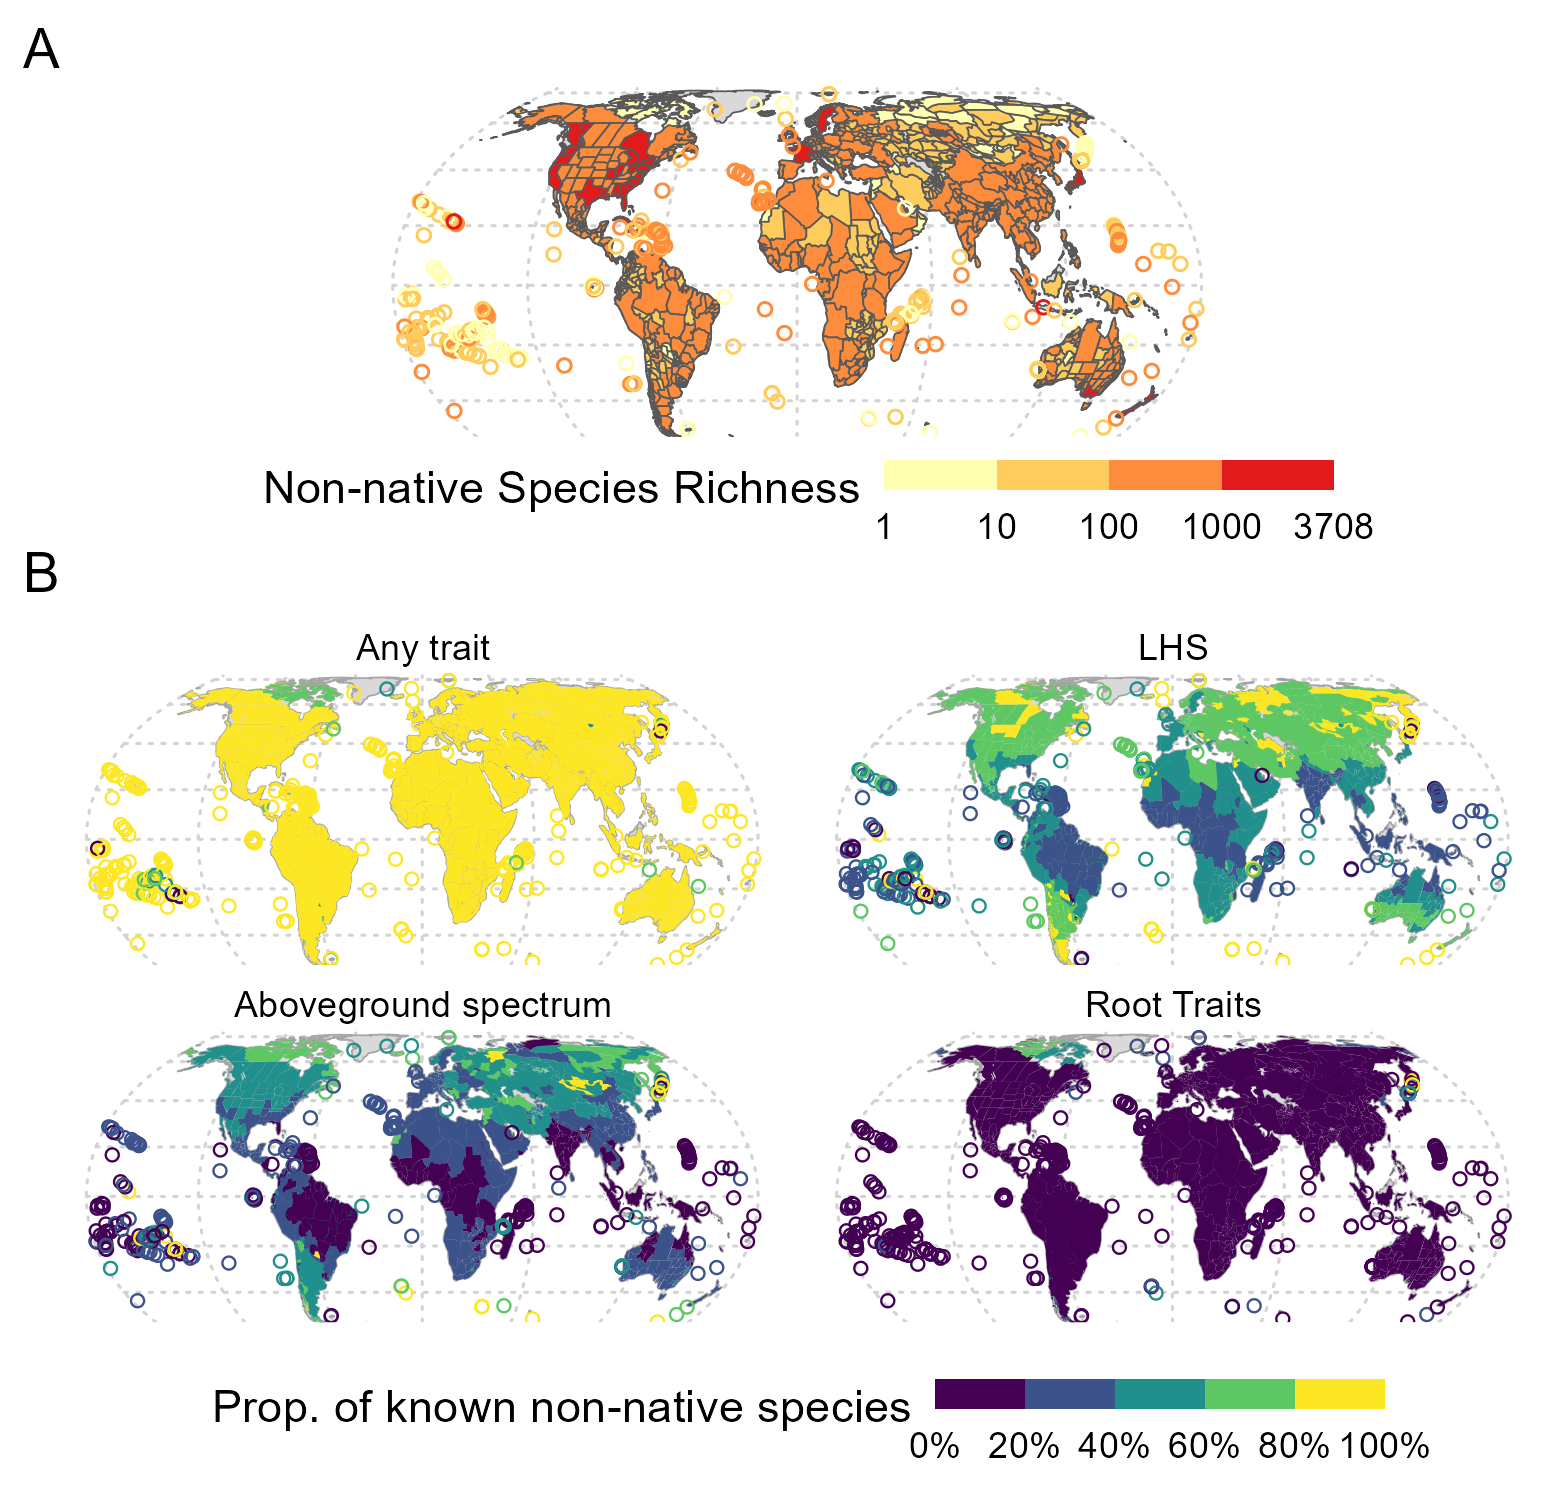 A
Non-native Species Richness
1 10 100 1000 3708
B
Any trait
LHS
Aboveground spectrum
Root Traits
Prop. of known non-native species
0% 20% 40% 60% 80% 100%